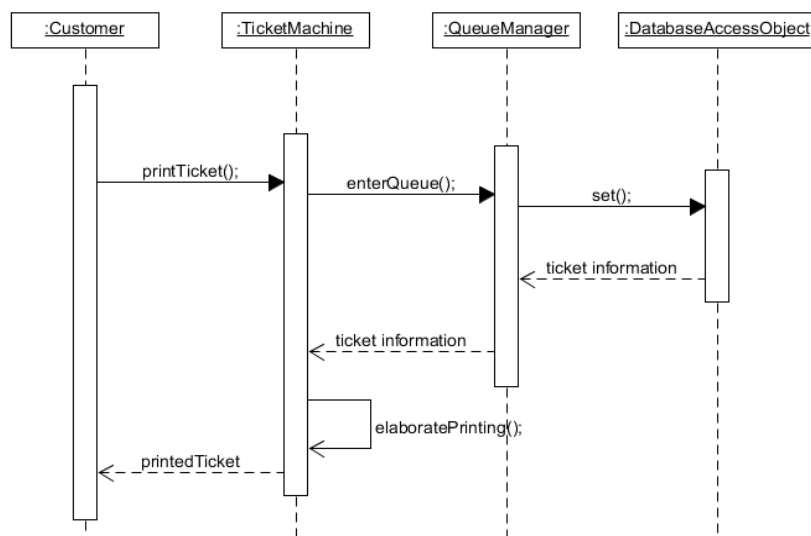 :Customer
:TicketMachine
:QueueManager
:DatabaseAccessObject
printTicket();
enterQueue();
set();
ticket information
ticket information
elaboratePrinting();
printedTicket